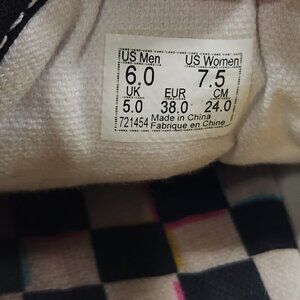 US Men US Women
6.0 7.5
UK EUR CM
5.0 38.0 24.0
721454 Made in China
Fabrique en Chine